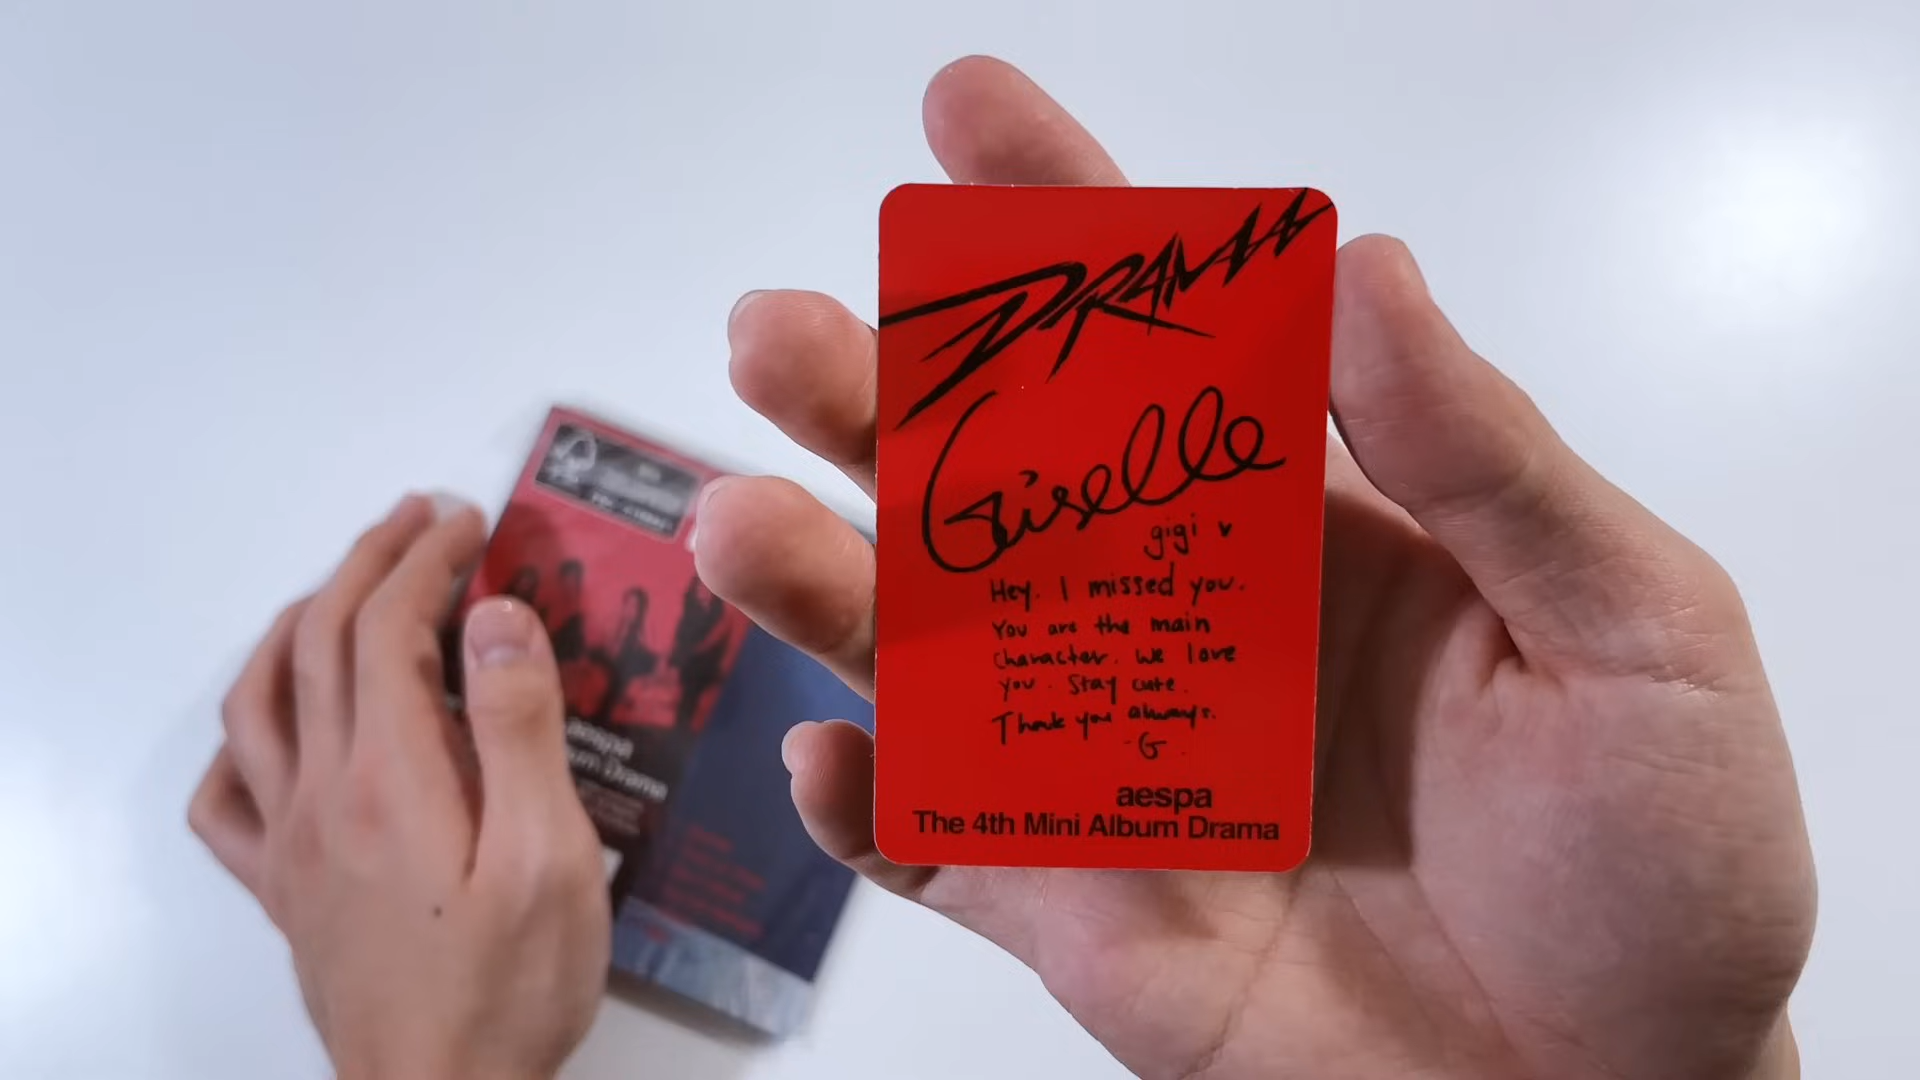 DRAMA
Giselle
gigi
Hey. I missed you.
You are the main
character. We love
you. Stay cute.
Thank you always.
-G.
aespa
The 4th Mini Album Drama
aespa
Album Drama